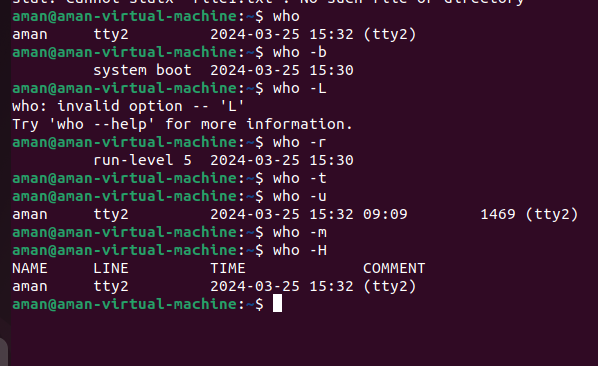 stat: cannot statx 'file1.txt': No such file or directory
aman@aman-virtual-machine:~$ who
aman     tty2         2024-03-25 15:32 (tty2)
aman@aman-virtual-machine:~$ who -b
         system boot  2024-03-25 15:30
aman@aman-virtual-machine:~$ who -L
who: invalid option -- 'L'
Try 'who --help' for more information.
aman@aman-virtual-machine:~$ who -r
         run-level 5  2024-03-25 15:30
aman@aman-virtual-machine:~$ who -t
aman@aman-virtual-machine:~$ who -u
aman     tty2         2024-03-25 15:32 09:09        1469 (tty2)
aman@aman-virtual-machine:~$ who -m
aman@aman-virtual-machine:~$ who -H
NAME     LINE         TIME             COMMENT
aman     tty2         2024-03-25 15:32 (tty2)
aman@aman-virtual-machine:~$